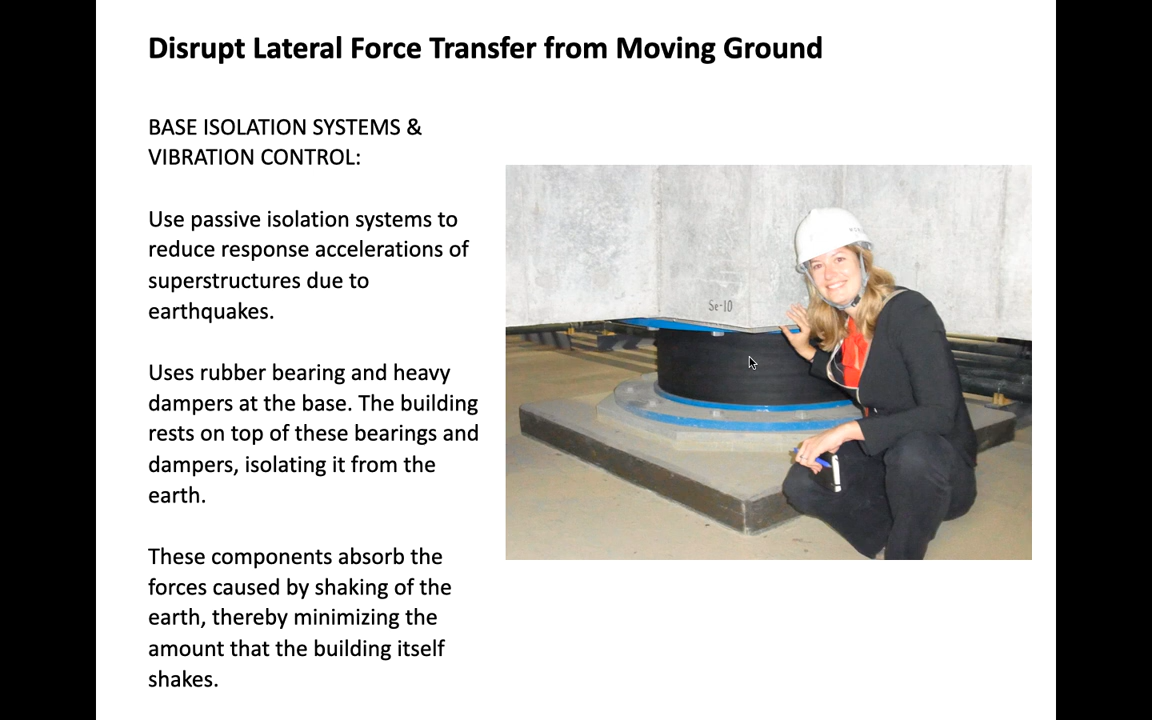 Disrupt Lateral Force Transfer from Moving Ground
BASE ISOLATION SYSTEMS &
VIBRATION CONTROL:
Use passive isolation systems to
reduce response accelerations of
superstructures due to
earthquakes.
Uses rubber bearing and heavy
dampers at the base. The building
rests on top of these bearings and
dampers, isolating it from the
earth.
These components absorb the
forces caused by shaking of the
earth, thereby minimizing the
amount that the building itself
shakes.
Se-10